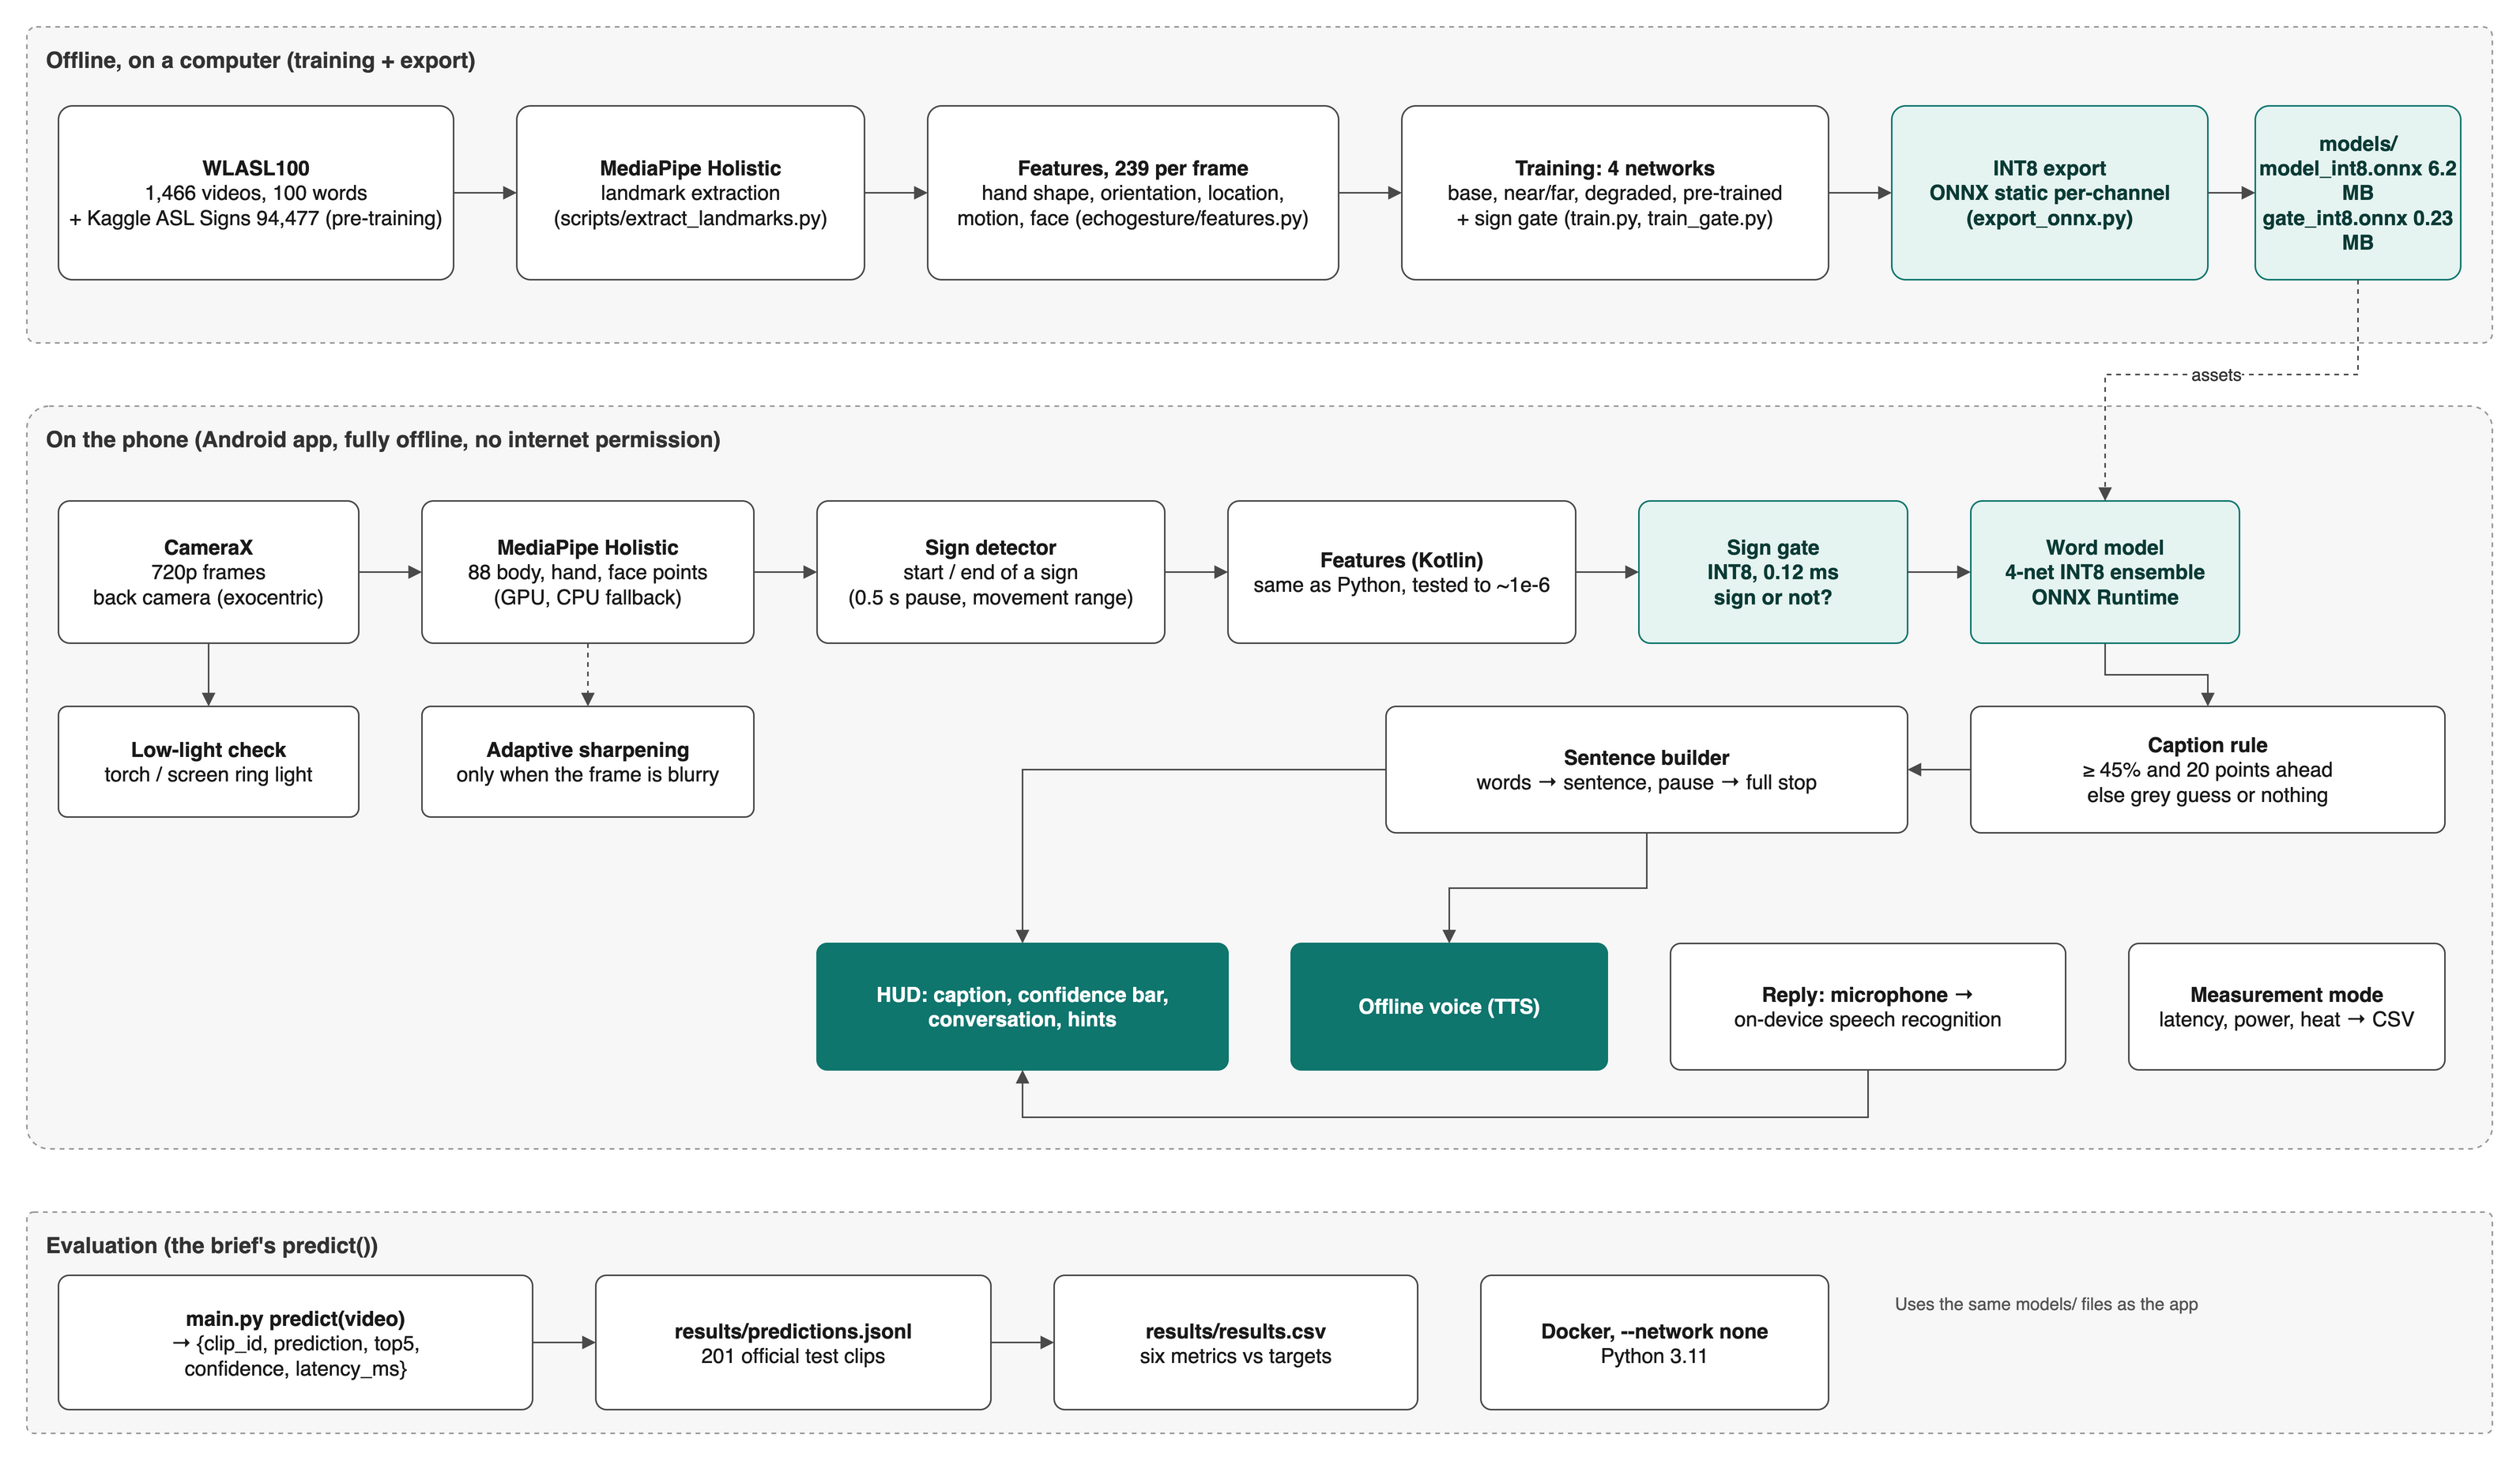 Offline, on a computer (training + export)
WLASL100
1,466 videos, 100 words
+ Kaggle ASL Signs 94,477 (pre-training)
MediaPipe Holistic
landmark extraction
(scripts/extract_landmarks.py)
Features, 239 per frame
hand shape, orientation, location,
motion, face (echogesture/features.py)
Training: 4 networks
base, near/far, degraded, pre-trained
+ sign gate (train.py, train_gate.py)
INT8 export
ONNX static per-channel
(export_onnx.py)
models/
model_int8.onnx 6.2
MB
gate_int8.onnx 0.23
MB
assets
On the phone (Android app, fully offline, no internet permission)
CameraX
720p frames
back camera (exocentric)
MediaPipe Holistic
88 body, hand, face points
(GPU, CPU fallback)
Sign detector
start / end of a sign
(0.5 s pause, movement range)
Features (Kotlin)
same as Python, tested to ~1e-6
Sign gate
INT8, 0.12 ms
sign or not?
Word model
4-net INT8 ensemble
ONNX Runtime
Low-light check
torch / screen ring light
Adaptive sharpening
only when the frame is blurry
Sentence builder
words → sentence, pause → full stop
Caption rule
≥ 45% and 20 points ahead
else grey guess or nothing
HUD: caption, confidence bar,
conversation, hints
Offline voice (TTS)
Reply: microphone →
on-device speech recognition
Measurement mode
latency, power, heat → CSV
Evaluation (the brief's predict())
main.py predict(video)
→ {clip_id, prediction, top5,
confidence, latency_ms}
results/predictions.jsonl
201 official test clips
results/results.csv
six metrics vs targets
Docker, --network none
Python 3.11
Uses the same models/ files as the app